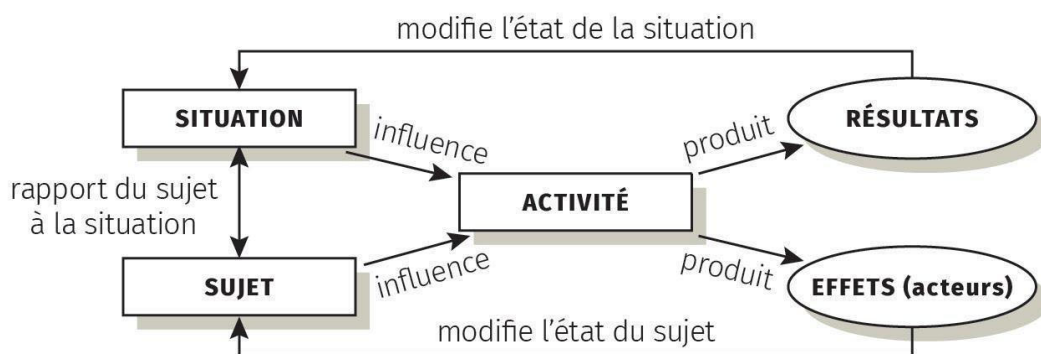 modifie l’état de la situation
SITUATION
influence
produit
RÉSULTATS
rapport du sujet
à la situation
ACTIVITÉ
SUJET
influence
produit
EFFETS (acteurs)
modifie l’état du sujet